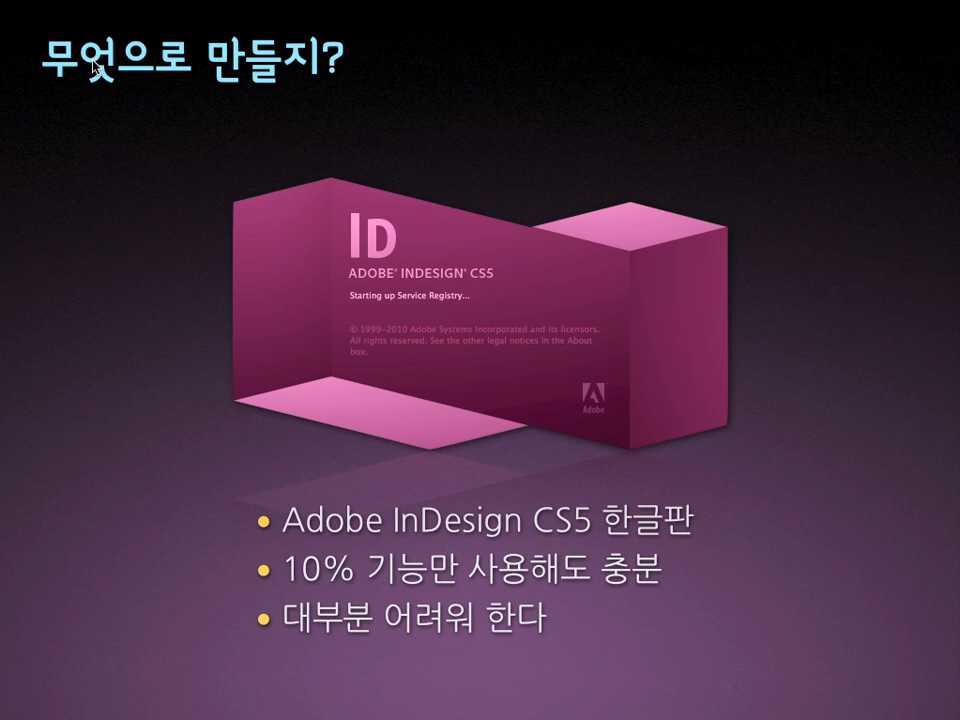 무엇으로 만들지?
ID
ADOBE® INDESIGN® CS5
Starting up Service Registry...
© 1999-2010 Adobe Systems Incorporated and its licensors.
All rights reserved. See the other legal notices in the About
box.
Adobe
• Adobe InDesign CS5 한글판
• 10% 기능만 사용해도 충분
• 대부분 어려워 한다